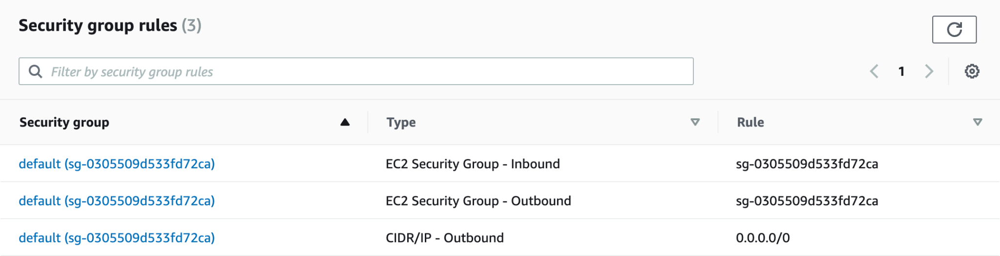 Security group rules (3)
Filter by security group rules
1
Security group Type Rule
default (sg-0305509d533fd72ca) EC2 Security Group - Inbound sg-0305509d533fd72ca
default (sg-0305509d533fd72ca) EC2 Security Group - Outbound sg-0305509d533fd72ca
default (sg-0305509d533fd72ca) CIDR/IP - Outbound 0.0.0.0/0